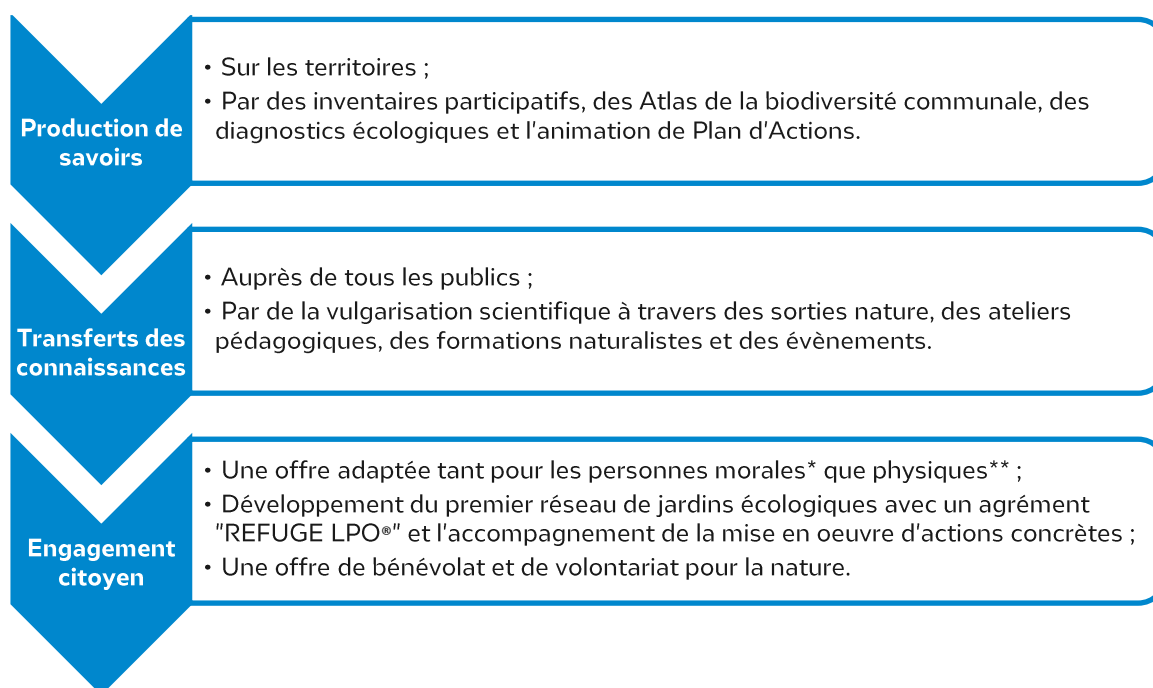 Production de
savoirs
• Sur les territoires ;
• Par des inventaires participatifs, des Atlas de la biodiversité communale, des
diagnostics écologiques et l'animation de Plan d'Actions.
Transferts des
connaissances
• Auprès de tous les publics ;
• Par de la vulgarisation scientifique à travers des sorties nature, des ateliers
pédagogiques, des formations naturalistes et des évènements.
Engagement
citoyen
• Une offre adaptée tant pour les personnes morales* que physiques** ;
• Développement du premier réseau de jardins écologiques avec un agrément
"REFUGE LPO®" et l'accompagnement de la mise en oeuvre d'actions concrètes ;
• Une offre de bénévolat et de volontariat pour la nature.